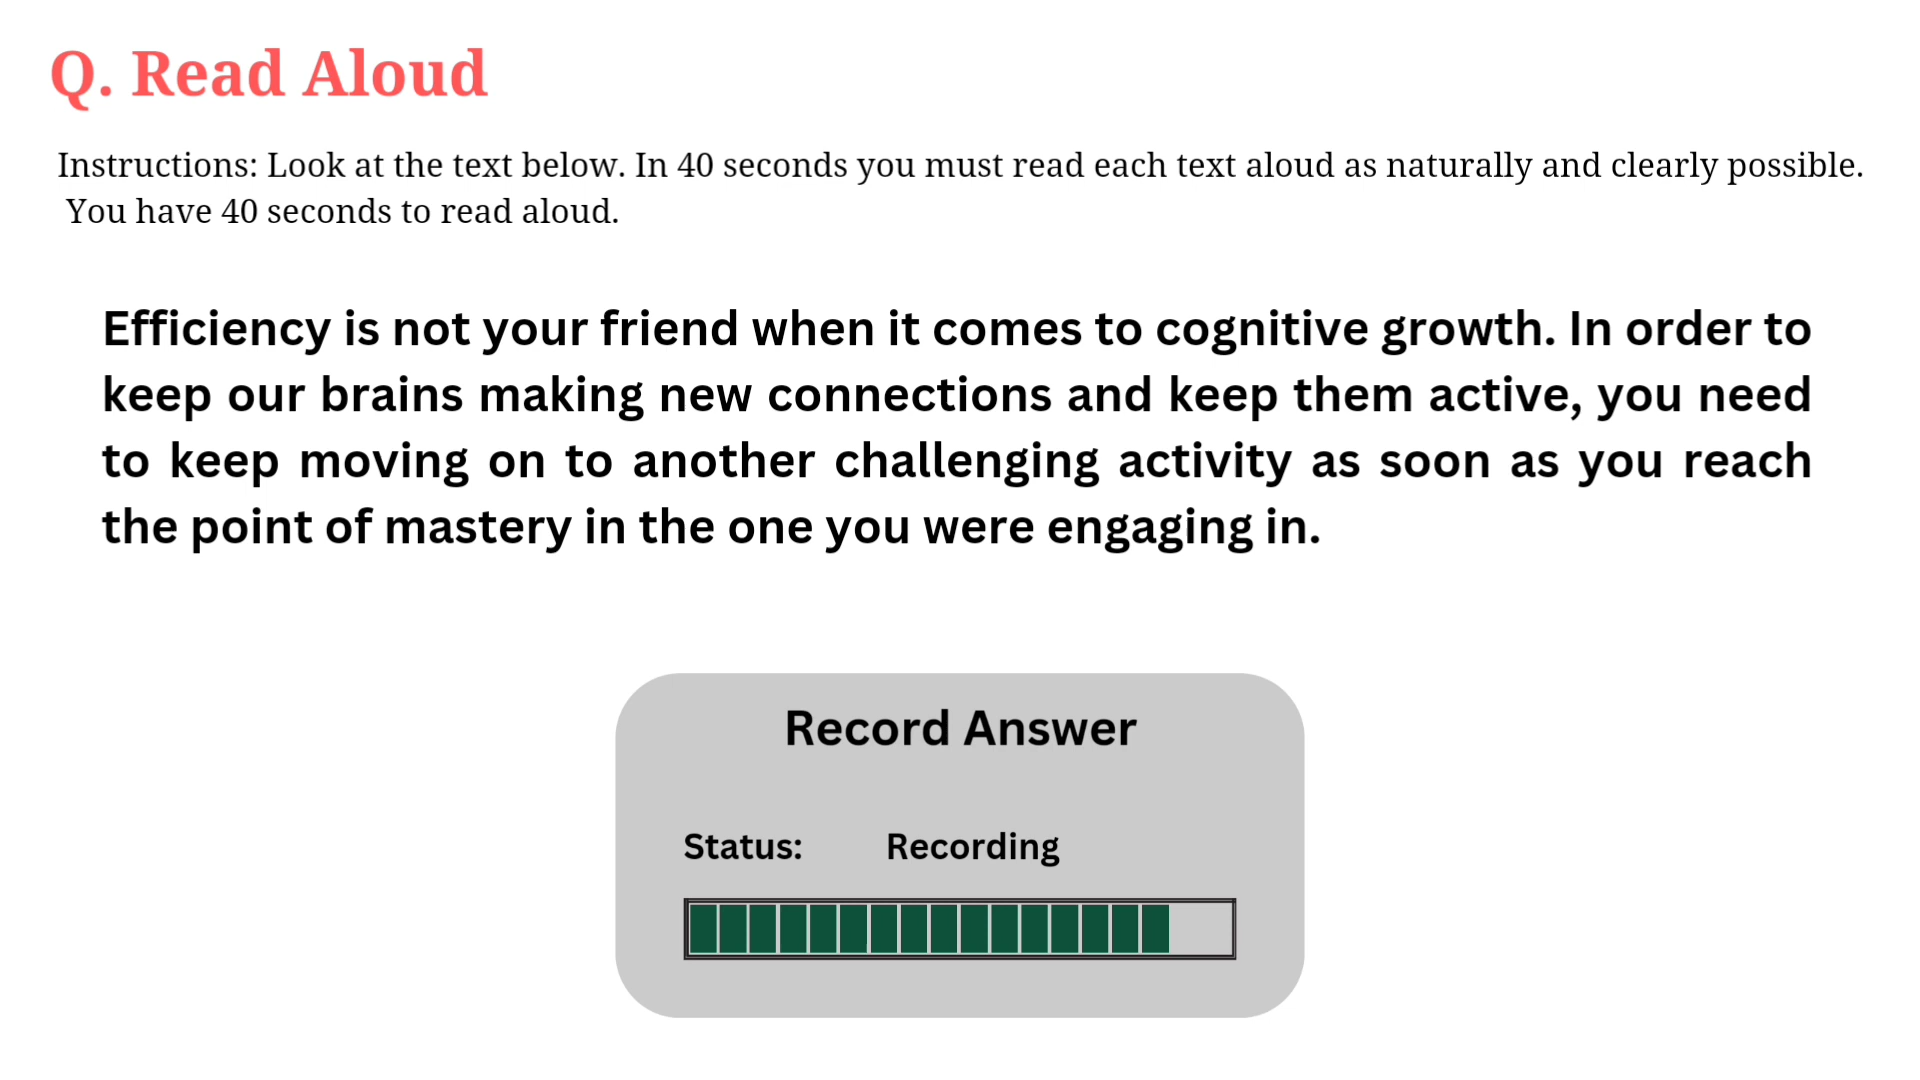 Q. Read Aloud
Instructions: Look at the text below. In 40 seconds you must read each text aloud as naturally and clearly possible.
You have 40 seconds to read aloud.
Efficiency is not your friend when it comes to cognitive growth. In order to
keep our brains making new connections and keep them active, you need
to keep moving on to another challenging activity as soon as you reach
the point of mastery in the one you were engaging in.
Record Answer
Status: Recording